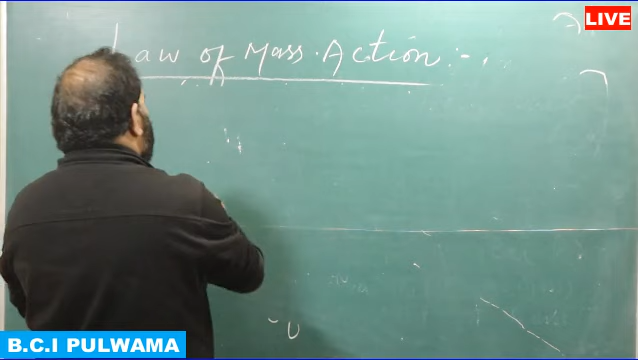 LIVE
Law of Mass. Action :-
B.C.I PULWAMA